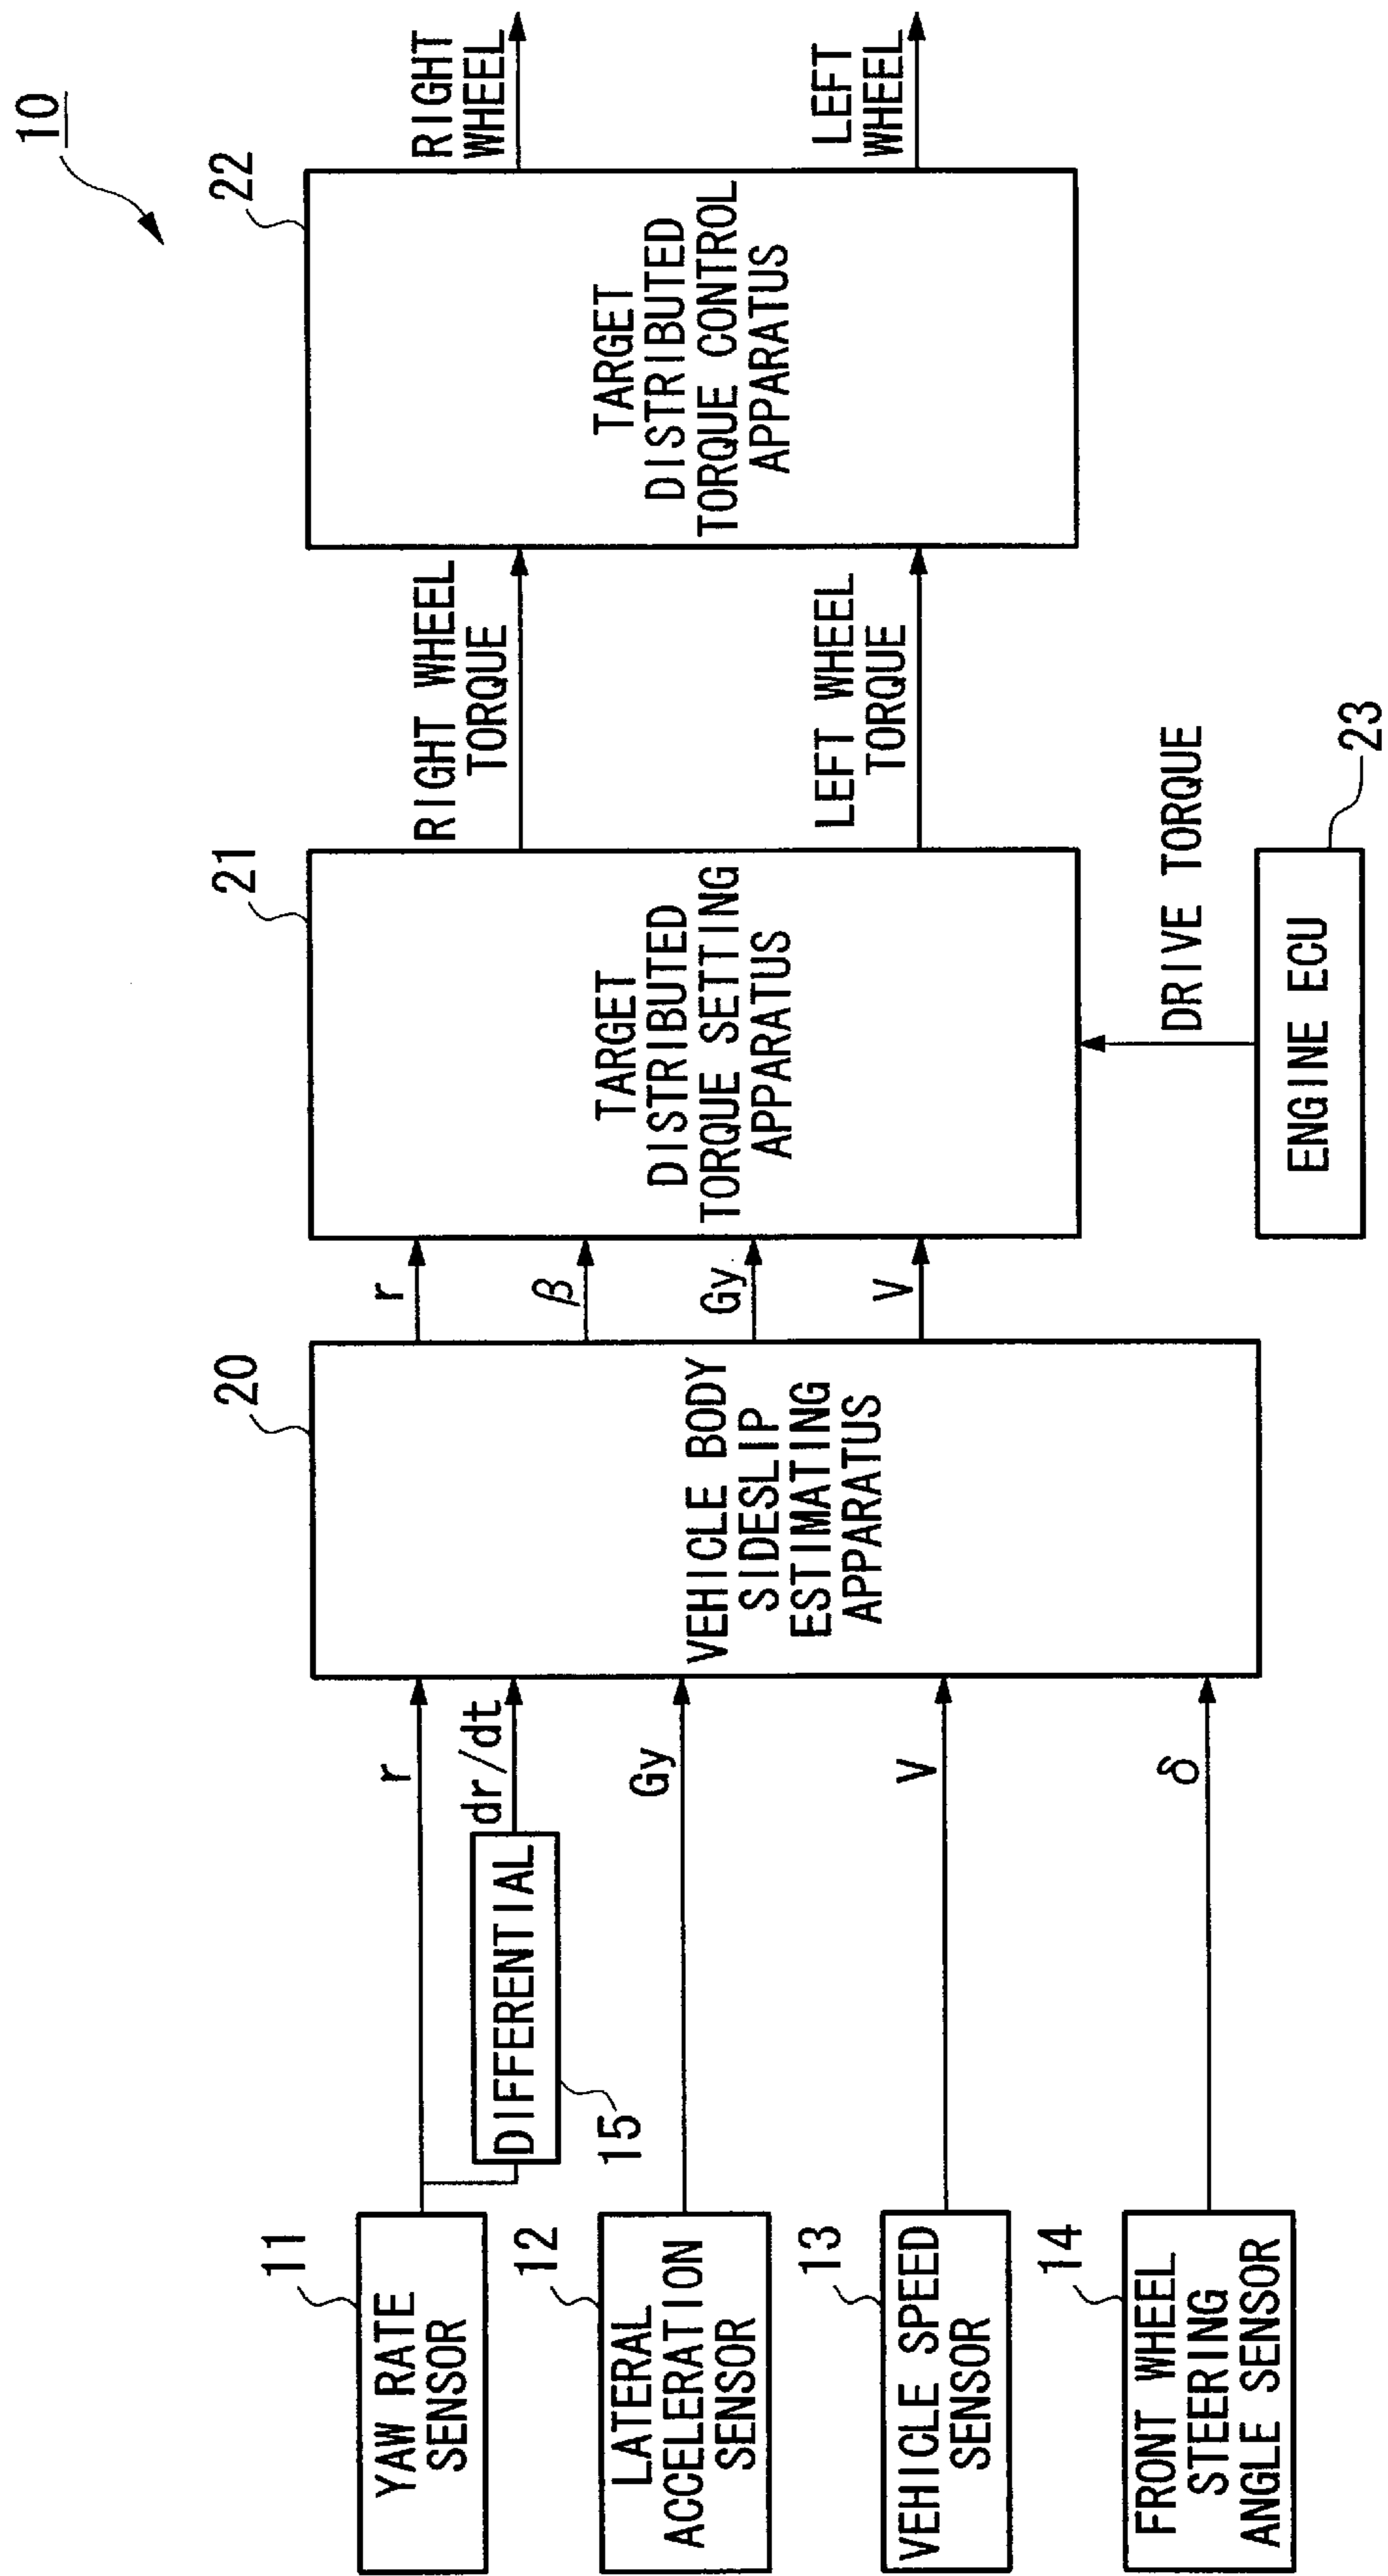 10
11
YAW RATE
SENSOR
12
LATERAL
ACCELERATION
SENSOR
13
VEHICLE SPEED
SENSOR
14
FRONT WHEEL
STEERING
ANGLE SENSOR
DIFFERENTIAL
15
r
dr/dt
Gy
V
δ
20
VEHICLE BODY
SIDESLIP
ESTIMATING
APPARATUS
r
β
Gy
V
21
TARGET
DISTRIBUTED
TORQUE SETTING
APPARATUS
DRIVE TORQUE
ENGINE ECU
23
RIGHT WHEEL
TORQUE
LEFT WHEEL
TORQUE
22
TARGET
DISTRIBUTED
TORQUE CONTROL
APPARATUS
RIGHT
WHEEL
LEFT
WHEEL